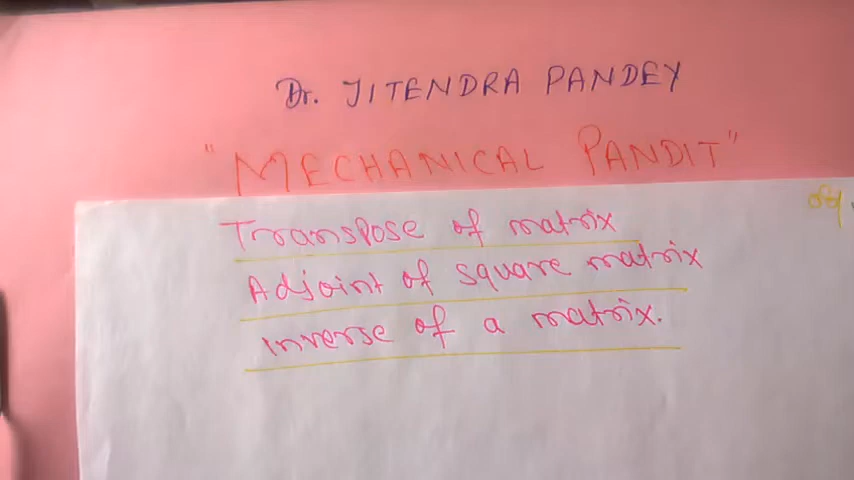 Dr. JITENDRA PANDEY
"MECHANICAL PANDIT"
Transpose of matrix
Adjoint of square matrix
Inverse of a matrix.